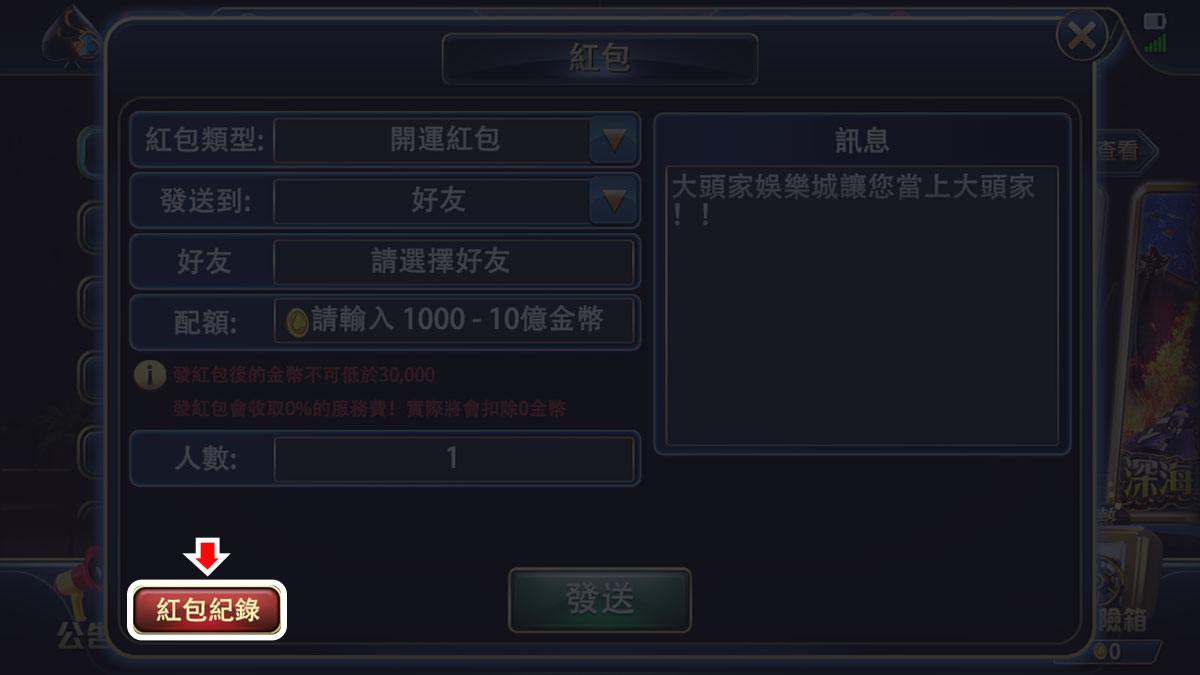 紅包
紅包類型: 開運紅包
發送到: 好友
好友 請選擇好友
配額: 請輸入 1000 - 10億金幣
發紅包後的金幣不可低於30,000
發紅包會收取0%的服務費! 實際將會扣除0金幣
人數: 1
訊息
大頭家娛樂城讓您當上大頭家
！！
紅包紀錄
發送
查看
深海
公告
險箱
0